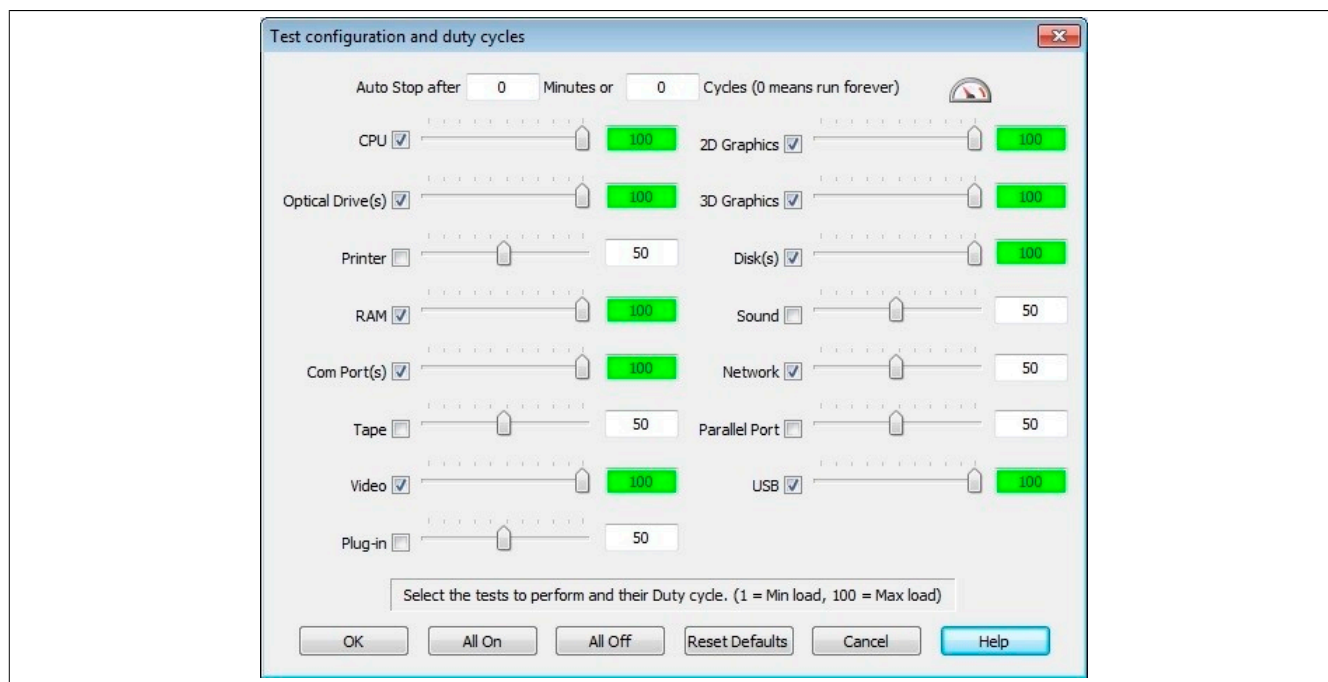 Test configuration and duty cycles
Auto Stop after 0 Minutes or 0 Cycles (0 means run forever)
CPU 100
2D Graphics 100
Optical Drive(s) 100
3D Graphics 100
Printer 50
Disk(s) 100
RAM 100
Sound 50
Com Port(s) 100
Network 50
Tape 50
Parallel Port 50
Video 100
USB 100
Plug-in 50
Select the tests to perform and their Duty cycle. (1 = Min load, 100 = Max load)
OK All On All Off Reset Defaults Cancel Help